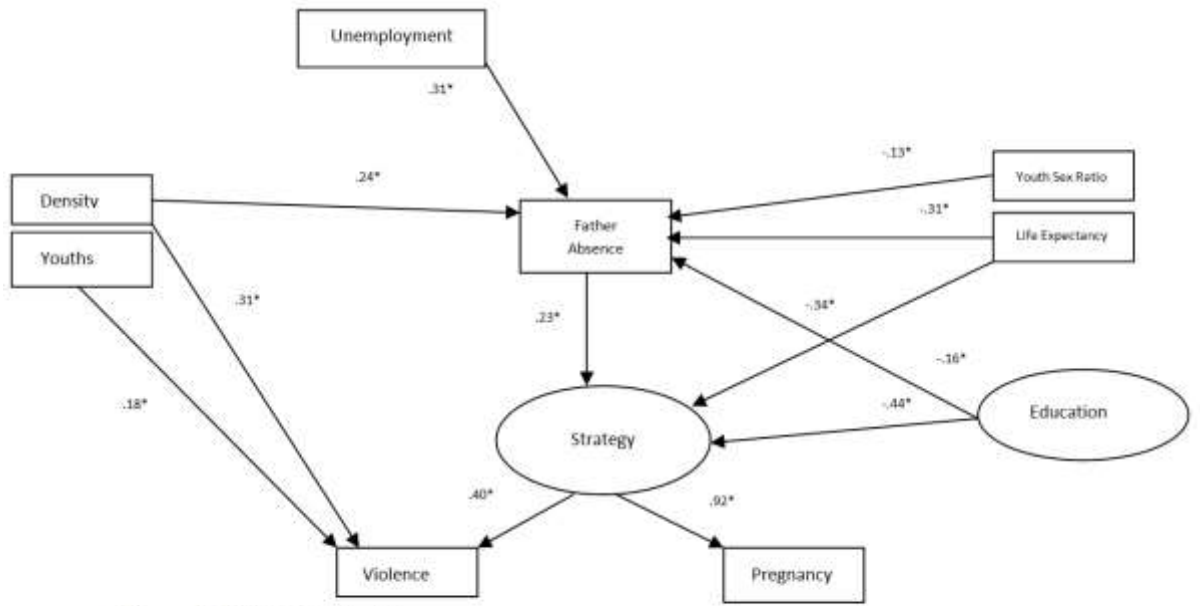 Unemployment
.31*
-.13*
Youth Sex Ratio
.24*
Density
Father
Absence
-.31*
Life Expectancy
Youths
.31*
.23*
-.34*
-.16*
.18*
-.44*
Education
Strategy
.40*
.92*
Violence
Pregnancy